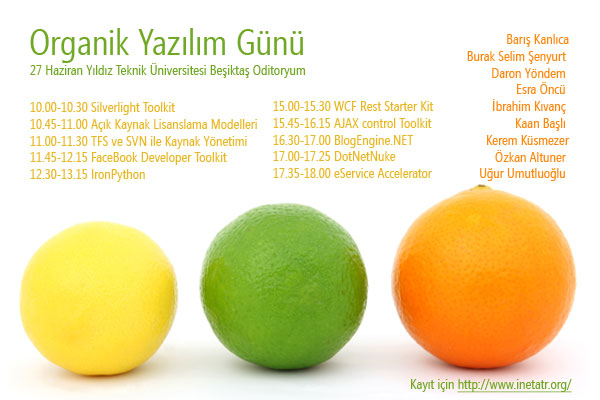 Organik Yazılım Günü
27 Haziran Yıldız Teknik Üniversitesi Beşiktaş Oditoryum
10.00-10:30 Silverlight Toolkit
10.45-11.00 Açık Kaynak Lisanslama Modelleri
11.00-11.30 TFS ve SVN ile Kaynak Yönetimi
11.45-12.15 FaceBook Developer Toolkit
12.30-13.15 IronPython
15.00-15.30 WCF Rest Starter Kit
15.45-16.15 AJAX control Toolkit
16.30-17.00 BlogEngine.NET
17.00-17.25 DotNetNuke
17.35-18.00 eService Accelerator
Barış Kanlıca
Burak Selim Şenyurt
Daron Yöndem
Esra Öncü
İbrahim Kıvanç
Kaan Başlı
Kerem Küsmezer
Özkan Altuner
Uğur Umutluoğlu
Kayıt için http://www.inetatr.org/